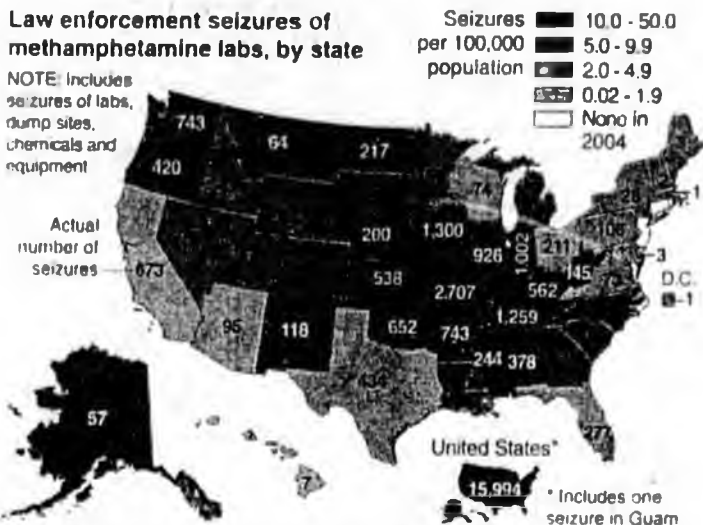 Law enforcement seizures of
methamphetamine labs, by state
NOTE: Includes
seizures of labs,
dump sites,
chemicals and
equipment
Seizures
per 100,000
population
10.0 - 50.0
5.0 - 9.9
2.0 - 4.9
0.02 - 1.9
None in
2004
Actual
number of
seizures
743
64
217
420
74
1
200
1,300
926
1,002
211
3
673
538
145
D.C.
1
2,707
562
95
118
652
743
1,259
244
378
434
277
57
7
United States*
15,994
* Includes one
seizure in Guam